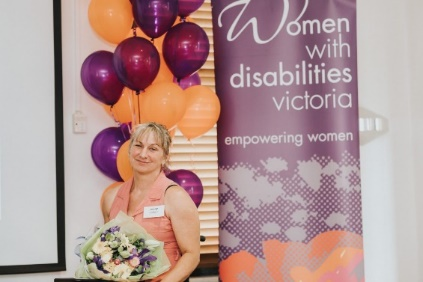 Women
with
disabilities
victoria
empowering women